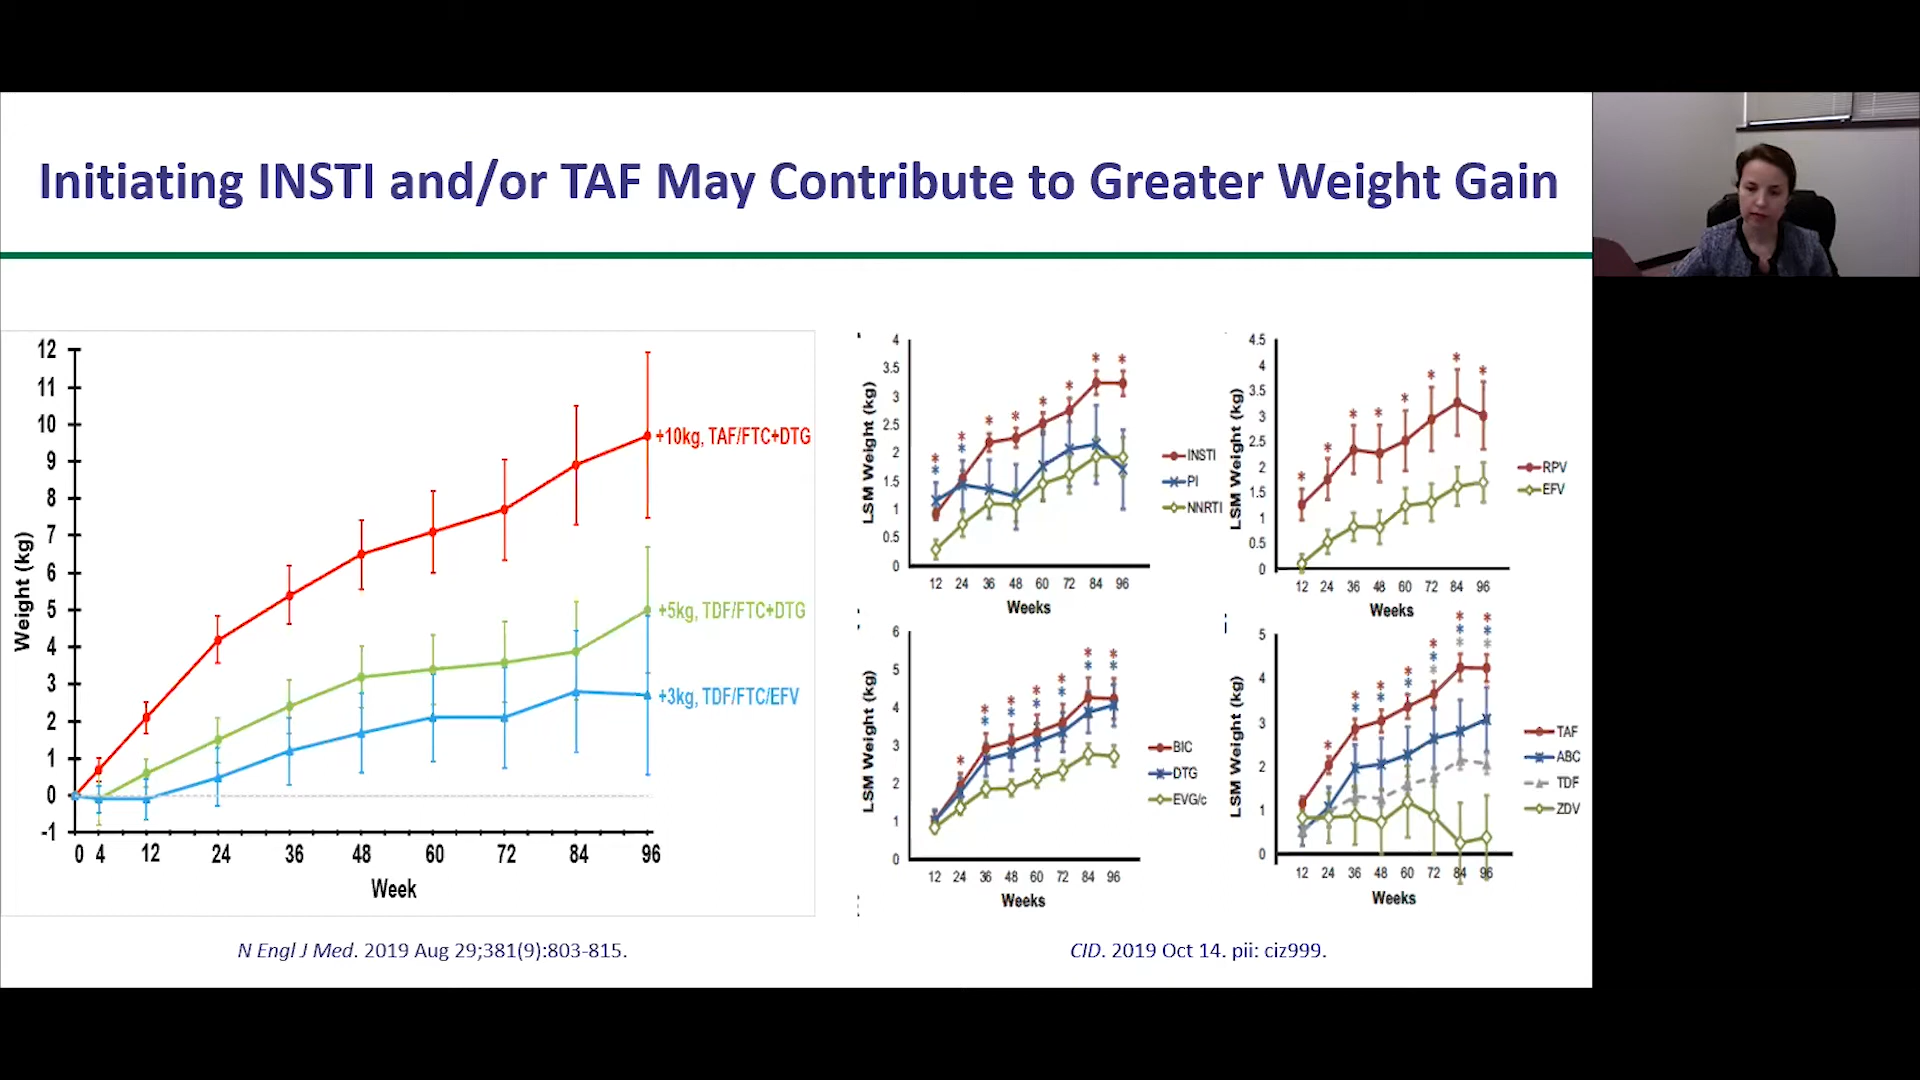 Initiating INSTI and/or TAF May Contribute to Greater Weight Gain
12
11
10
9
8
7
6
5
4
3
2
1
0
-1
Weight (kg)
+10kg, TAF/FTC+DTG
+5kg, TDF/FTC+DTG
+3kg, TDF/FTC/EFV
0 4 12 24 36 48 60 72 84 96
Week
N Engl J Med. 2019 Aug 29;381(9):803-815.
4
3.5
3
2.5
2
1.5
1
0.5
0
LSM Weight (kg)
* * * * * * * *
* *
INSTI
PI
NNRTI
12 24 36 48 60 72 84 96
Weeks
4.5
4
3.5
3
2.5
2
1.5
1
0.5
0
LSM Weight (kg)
* * * * * * * *
RPV
EFV
12 24 36 48 60 72 84 96
Weeks
6
5
4
3
2
1
0
LSM Weight (kg)
* * * * * * *
* * * * * *
BIC
DTG
EVG/c
12 24 36 48 60 72 84 96
Weeks
5
4
3
2
1
0
LSM Weight (kg)
* * * * * * *
* * * * * *
* * *
TAF
ABC
TDF
ZDV
12 24 36 48 60 72 84 96
Weeks
CID. 2019 Oct 14. pii: ciz999.